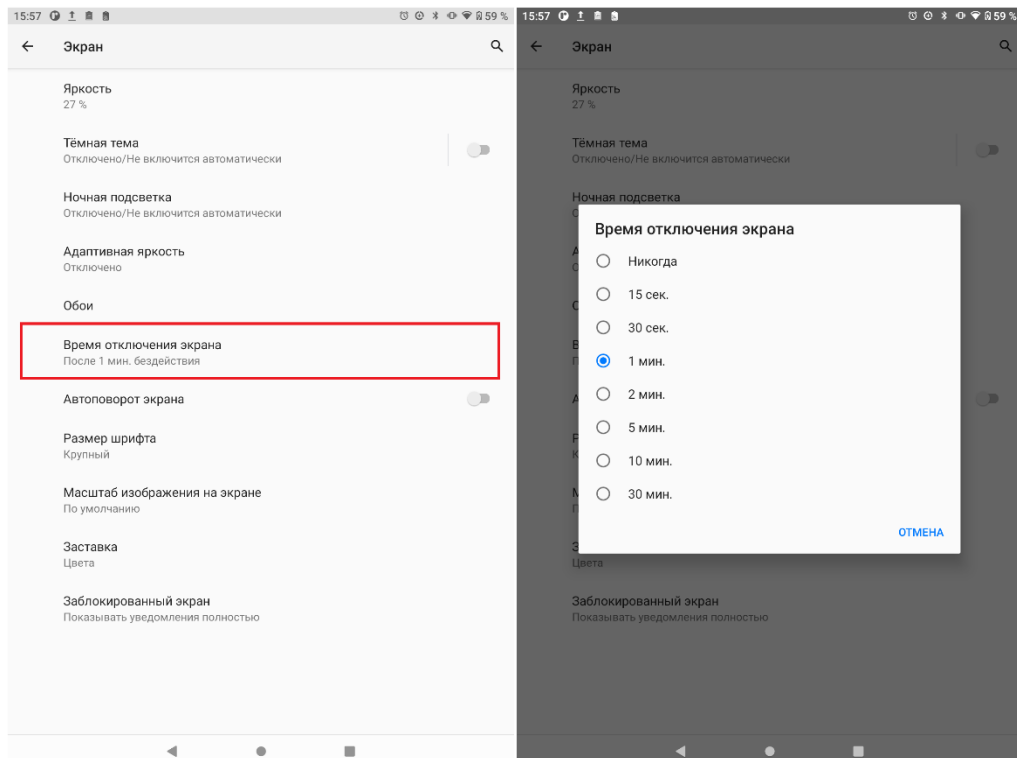 15:57 59 %
Экран
Яркость
27 %
Тёмная тема
Отключено/Не включится автоматически
Ночная подсветка
Отключено/Не включится автоматически
Адаптивная яркость
Отключено
Обои
Время отключения экрана
После 1 мин. бездействия
Автоповорот экрана
Размер шрифта
Крупный
Масштаб изображения на экране
По умолчанию
Заставка
Цвета
Заблокированный экран
Показывать уведомления полностью
15:57 59 %
Экран
Яркость
27 %
Тёмная тема
Отключено/Не включится автоматически
Ночная подсветка
Время отключения экрана
Никогда
15 сек.
30 сек.
1 мин.
2 мин.
5 мин.
10 мин.
30 мин.
ОТМЕНА
Цвета
Заблокированный экран
Показывать уведомления полностью